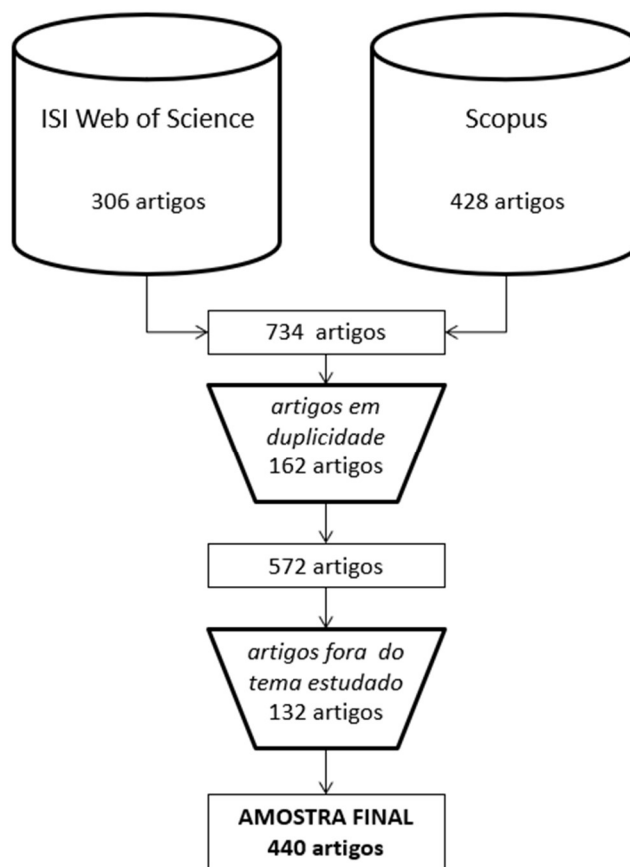 ISI Web of Science
306 artigos
Scopus
428 artigos
734 artigos
artigos em
duplicidade
162 artigos
572 artigos
artigos fora do
tema estudado
132 artigos
AMOSTRA FINAL
440 artigos